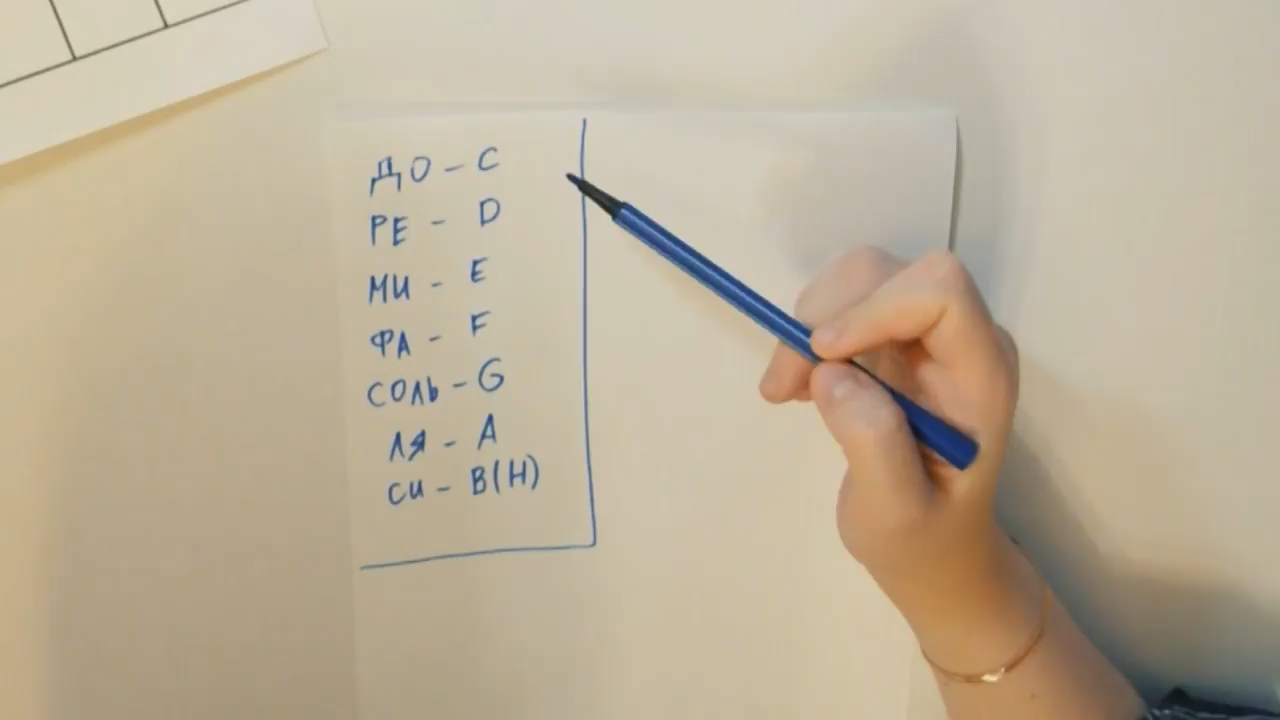 ДО - C
РЕ - D
МИ - E
ФА - F
СОЛЬ - G
ЛЯ - A
СИ - B(H)